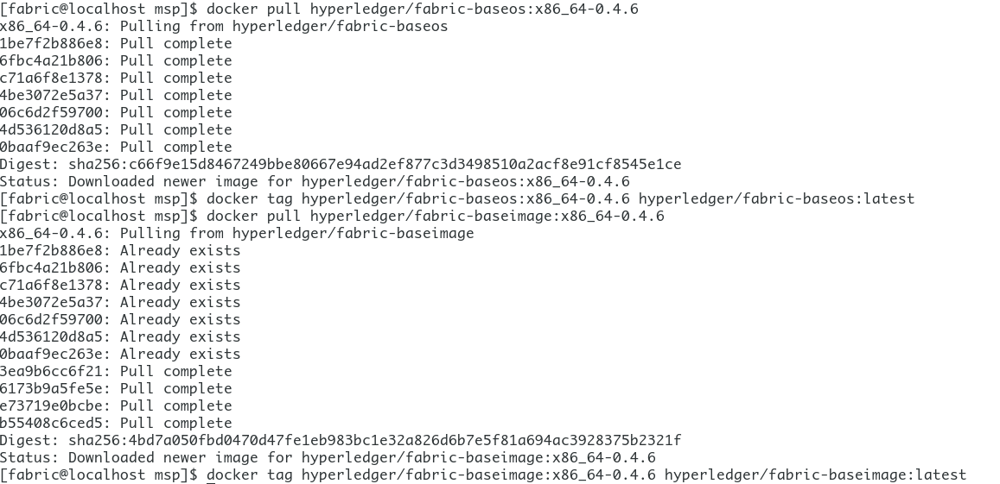 [fabric@localhost msp]$ docker pull hyperledger/fabric-baseos:x86_64-0.4.6
x86_64-0.4.6: Pulling from hyperledger/fabric-baseos
1be7f2b886e8: Pull complete
6fbc4a21b806: Pull complete
c71a6f8e1378: Pull complete
4be3072e5a37: Pull complete
06c6d2f59700: Pull complete
4d536120d8a5: Pull complete
0baaf9ec263e: Pull complete
Digest: sha256:c66f9e15d8467249bbe80667e94ad2ef877c3d3498510a2acf8e91cf8545e1ce
Status: Downloaded newer image for hyperledger/fabric-baseos:x86_64-0.4.6
[fabric@localhost msp]$ docker tag hyperledger/fabric-baseos:x86_64-0.4.6 hyperledger/fabric-baseos:latest
[fabric@localhost msp]$ docker pull hyperledger/fabric-baseimage:x86_64-0.4.6
x86_64-0.4.6: Pulling from hyperledger/fabric-baseimage
1be7f2b886e8: Already exists
6fbc4a21b806: Already exists
c71a6f8e1378: Already exists
4be3072e5a37: Already exists
06c6d2f59700: Already exists
4d536120d8a5: Already exists
0baaf9ec263e: Already exists
3ea9b6cc6f21: Pull complete
6173b9a5fe5e: Pull complete
e73719e0bcbe: Pull complete
b55408c6ced5: Pull complete
Digest: sha256:4bd7a050fbd0470d47fe1eb983bc1e32a826d6b7e5f81a694ac3928375b2321f
Status: Downloaded newer image for hyperledger/fabric-baseimage:x86_64-0.4.6
[fabric@localhost msp]$ docker tag hyperledger/fabric-baseimage:x86_64-0.4.6 hyperledger/fabric-baseimage:latest